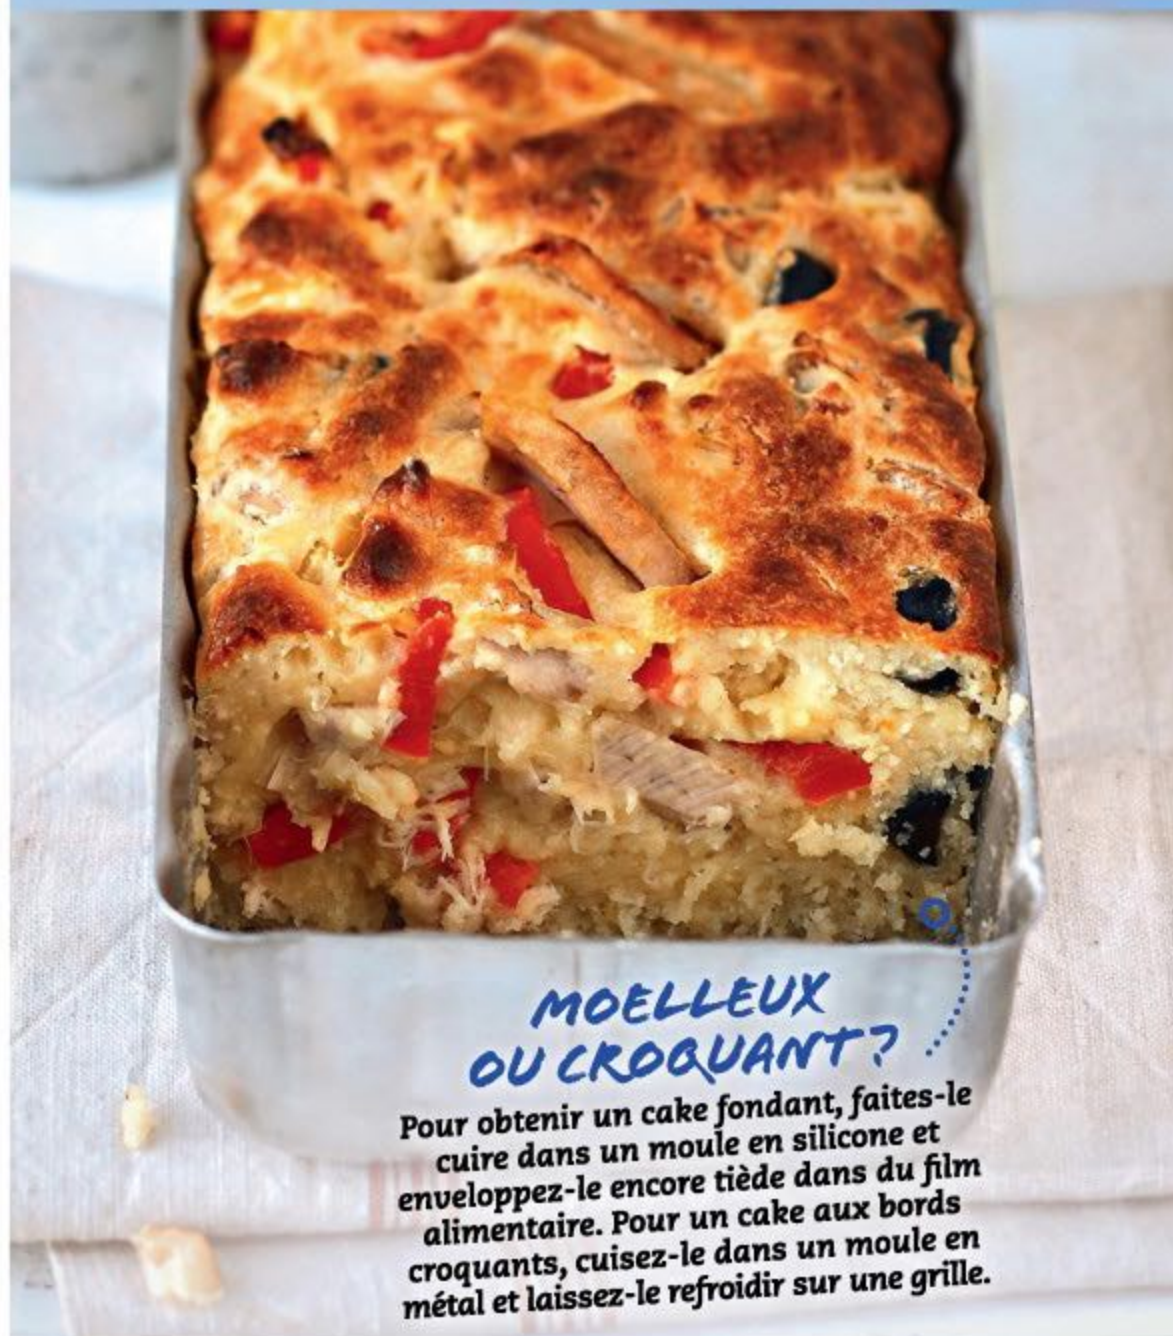 MOELLEUX
OU CROQUANT ?
Pour obtenir un cake fondant, faites-le
cuire dans un moule en silicone et
enveloppez-le encore tiède dans du film
alimentaire. Pour un cake aux bords
croquants, cuisez-le dans un moule en
métal et laissez-le refroidir sur une grille.